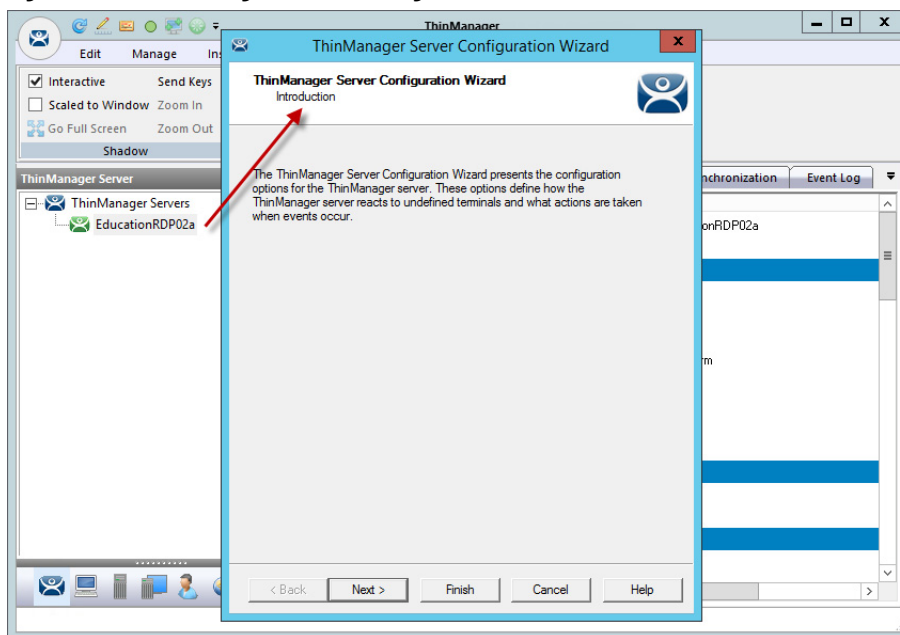 ThinManager
Edit Manage
Interactive Send Keys
Scaled to Window Zoom In
Go Full Screen Zoom Out
Shadow
ThinManager Server
ThinManager Servers
EducationRDP02a
ThinManager Server Configuration Wizard
X
ThinManager Server Configuration Wizard
Introduction
The ThinManager Server Configuration Wizard presents the configuration
options for the ThinManager server. These options define how the
ThinManager server reacts to undefined terminals and what actions are taken
when events occur.
< Back Next > Finish Cancel Help
nchronization Event Log
onRDP02a